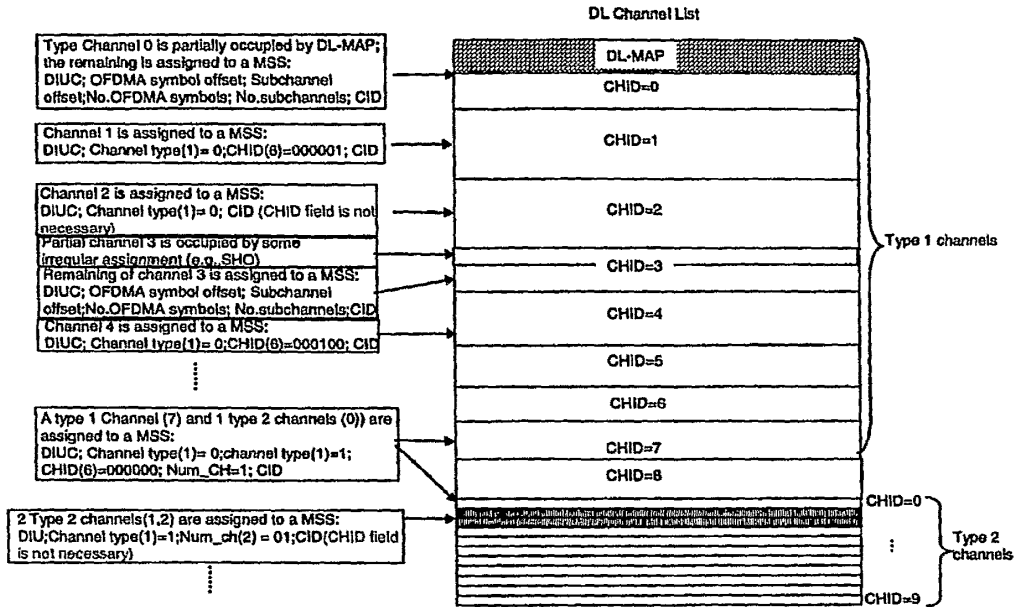 DL Channel List
Type Channel 0 is partially occupied by DL-MAP;
the remaining is assigned to a MSS:
DIUC; OFDMA symbol offset; Subchannel
offset;No.OFDMA symbols; No.subchannels; CID
Channel 1 is assigned to a MSS:
DIUC; Channel type(1)= 0;CHID(6)=000001; CID
Channel 2 is assigned to a MSS:
DIUC; Channel type(1)= 0; CID (CHID field is not
necessary)
Partial channel 3 is occupied by some
irregular assignment (e.g.,SHO)
Remaining of channel 3 is assigned to a MSS:
DIUC; OFDMA symbol offset; Subchannel
offset;No.OFDMA symbols; No.subchannels;CID
Channel 4 is assigned to a MSS:
DIUC; Channel type(1)= 0;CHID(6)=000100; CID
A type 1 Channel (7) and 1 type 2 channels (0)) are
assigned to a MSS:
DIUC; Channel type(1)= 0;channel type(1)=1;
CHID(6)=000000; Num_CH=1; CID
2 Type 2 channels(1,2) are assigned to a MSS:
DIU;Channel type(1)=1;Num_ch(2) = 01;CID(CHID field
is not necessary)
DL-MAP
CHID=0
CHID=1
CHID=2
CHID=3
CHID=4
CHID=5
CHID=6
CHID=7
CHID=8
Type 1 channels
CHID=0
Type 2
channels
CHID=9